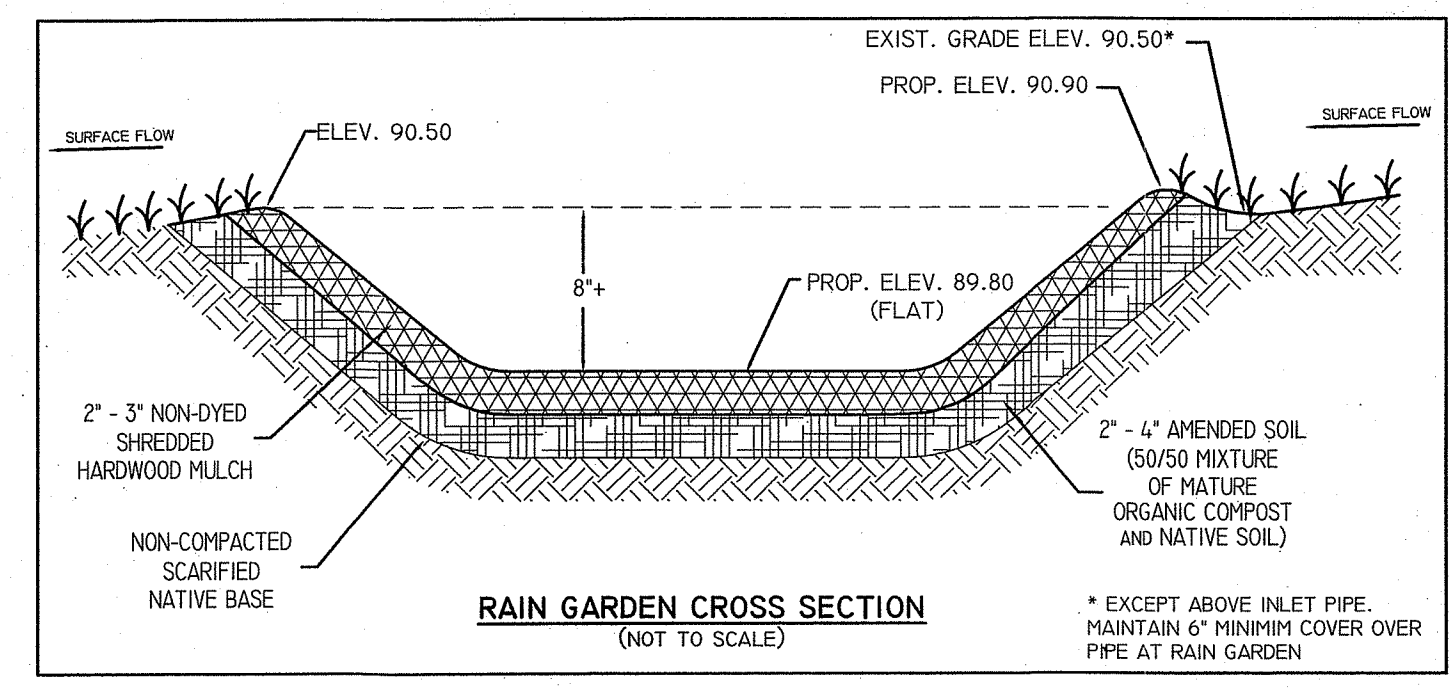 EXIST. GRADE ELEV. 90.50*
PROP. ELEV. 90.90
SURFACE FLOW
SURFACE FLOW
ELEV. 90.50
8"+
PROP. ELEV. 89.80
(FLAT)
2" - 3" NON-DYED
SHREDDED
HARDWOOD MULCH
2" - 4" AMENDED SOIL
(50/50 MIXTURE
OF MATURE
ORGANIC COMPOST
AND NATIVE SOIL)
NON-COMPACTED
SCARIFIED
NATIVE BASE
RAIN GARDEN CROSS SECTION
(NOT TO SCALE)
* EXCEPT ABOVE INLET PIPE.
MAINTAIN 6" MINIMIM COVER OVER
PIPE AT RAIN GARDEN